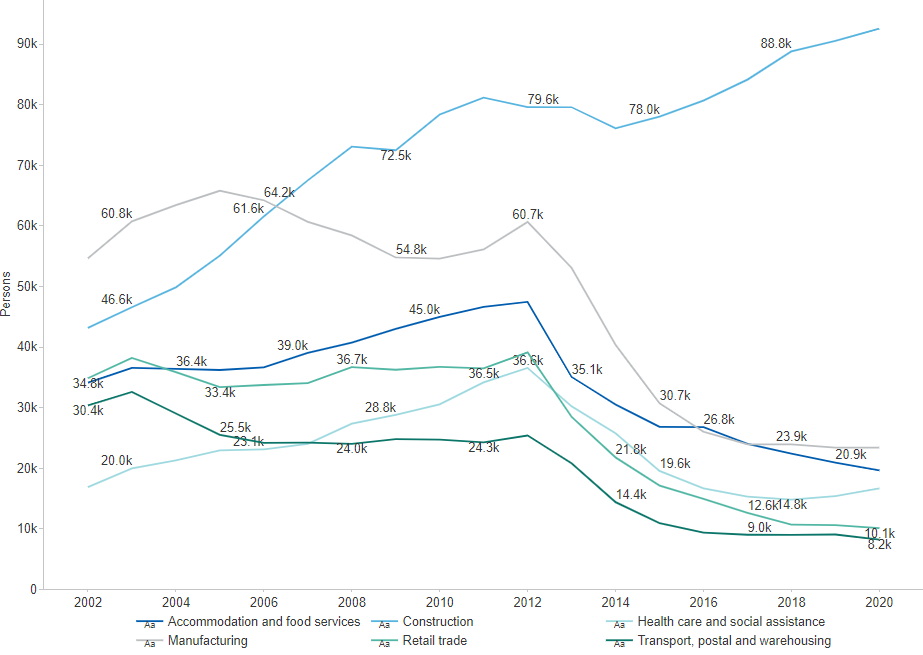 90k
88.8k
80k
79.6k
78.0k
72.5k
70k
64.2k
61.6k
60.8k
60.7k
60k
54.8k
50k
Persons
46.6k
45.0k
40k
39.0k
36.4k
36.7k
36.6k
36.5k
35.1k
34.8k
33.4k
30.7k
30.4k
30k
28.8k
26.8k
25.5k
23.1k
24.0k
24.3k
23.9k
21.8k
20.9k
20.0k
19.6k
20k
14.4k
12.6k
14.8k
10k
9.0k
10.1k
8.2k
0
2002 2004 2006 2008 2010 2012 2014 2016 2018 2020
Aa Accommodation and food services Aa Construction Aa Health care and social assistance
Aa Manufacturing Aa Retail trade Aa Transport, postal and warehousing